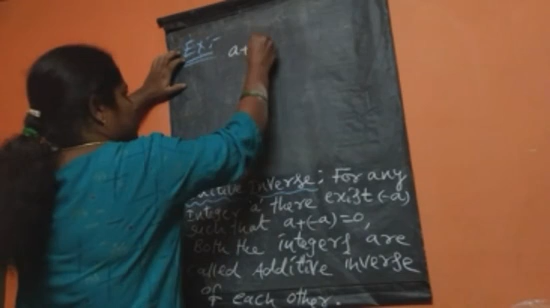 Ex:-
a+
Additive Inverse: For any
Integer 'a' there exist (-a)
such that a+(-a)=0,
Both the integers are
called Additive inverse
of each other.